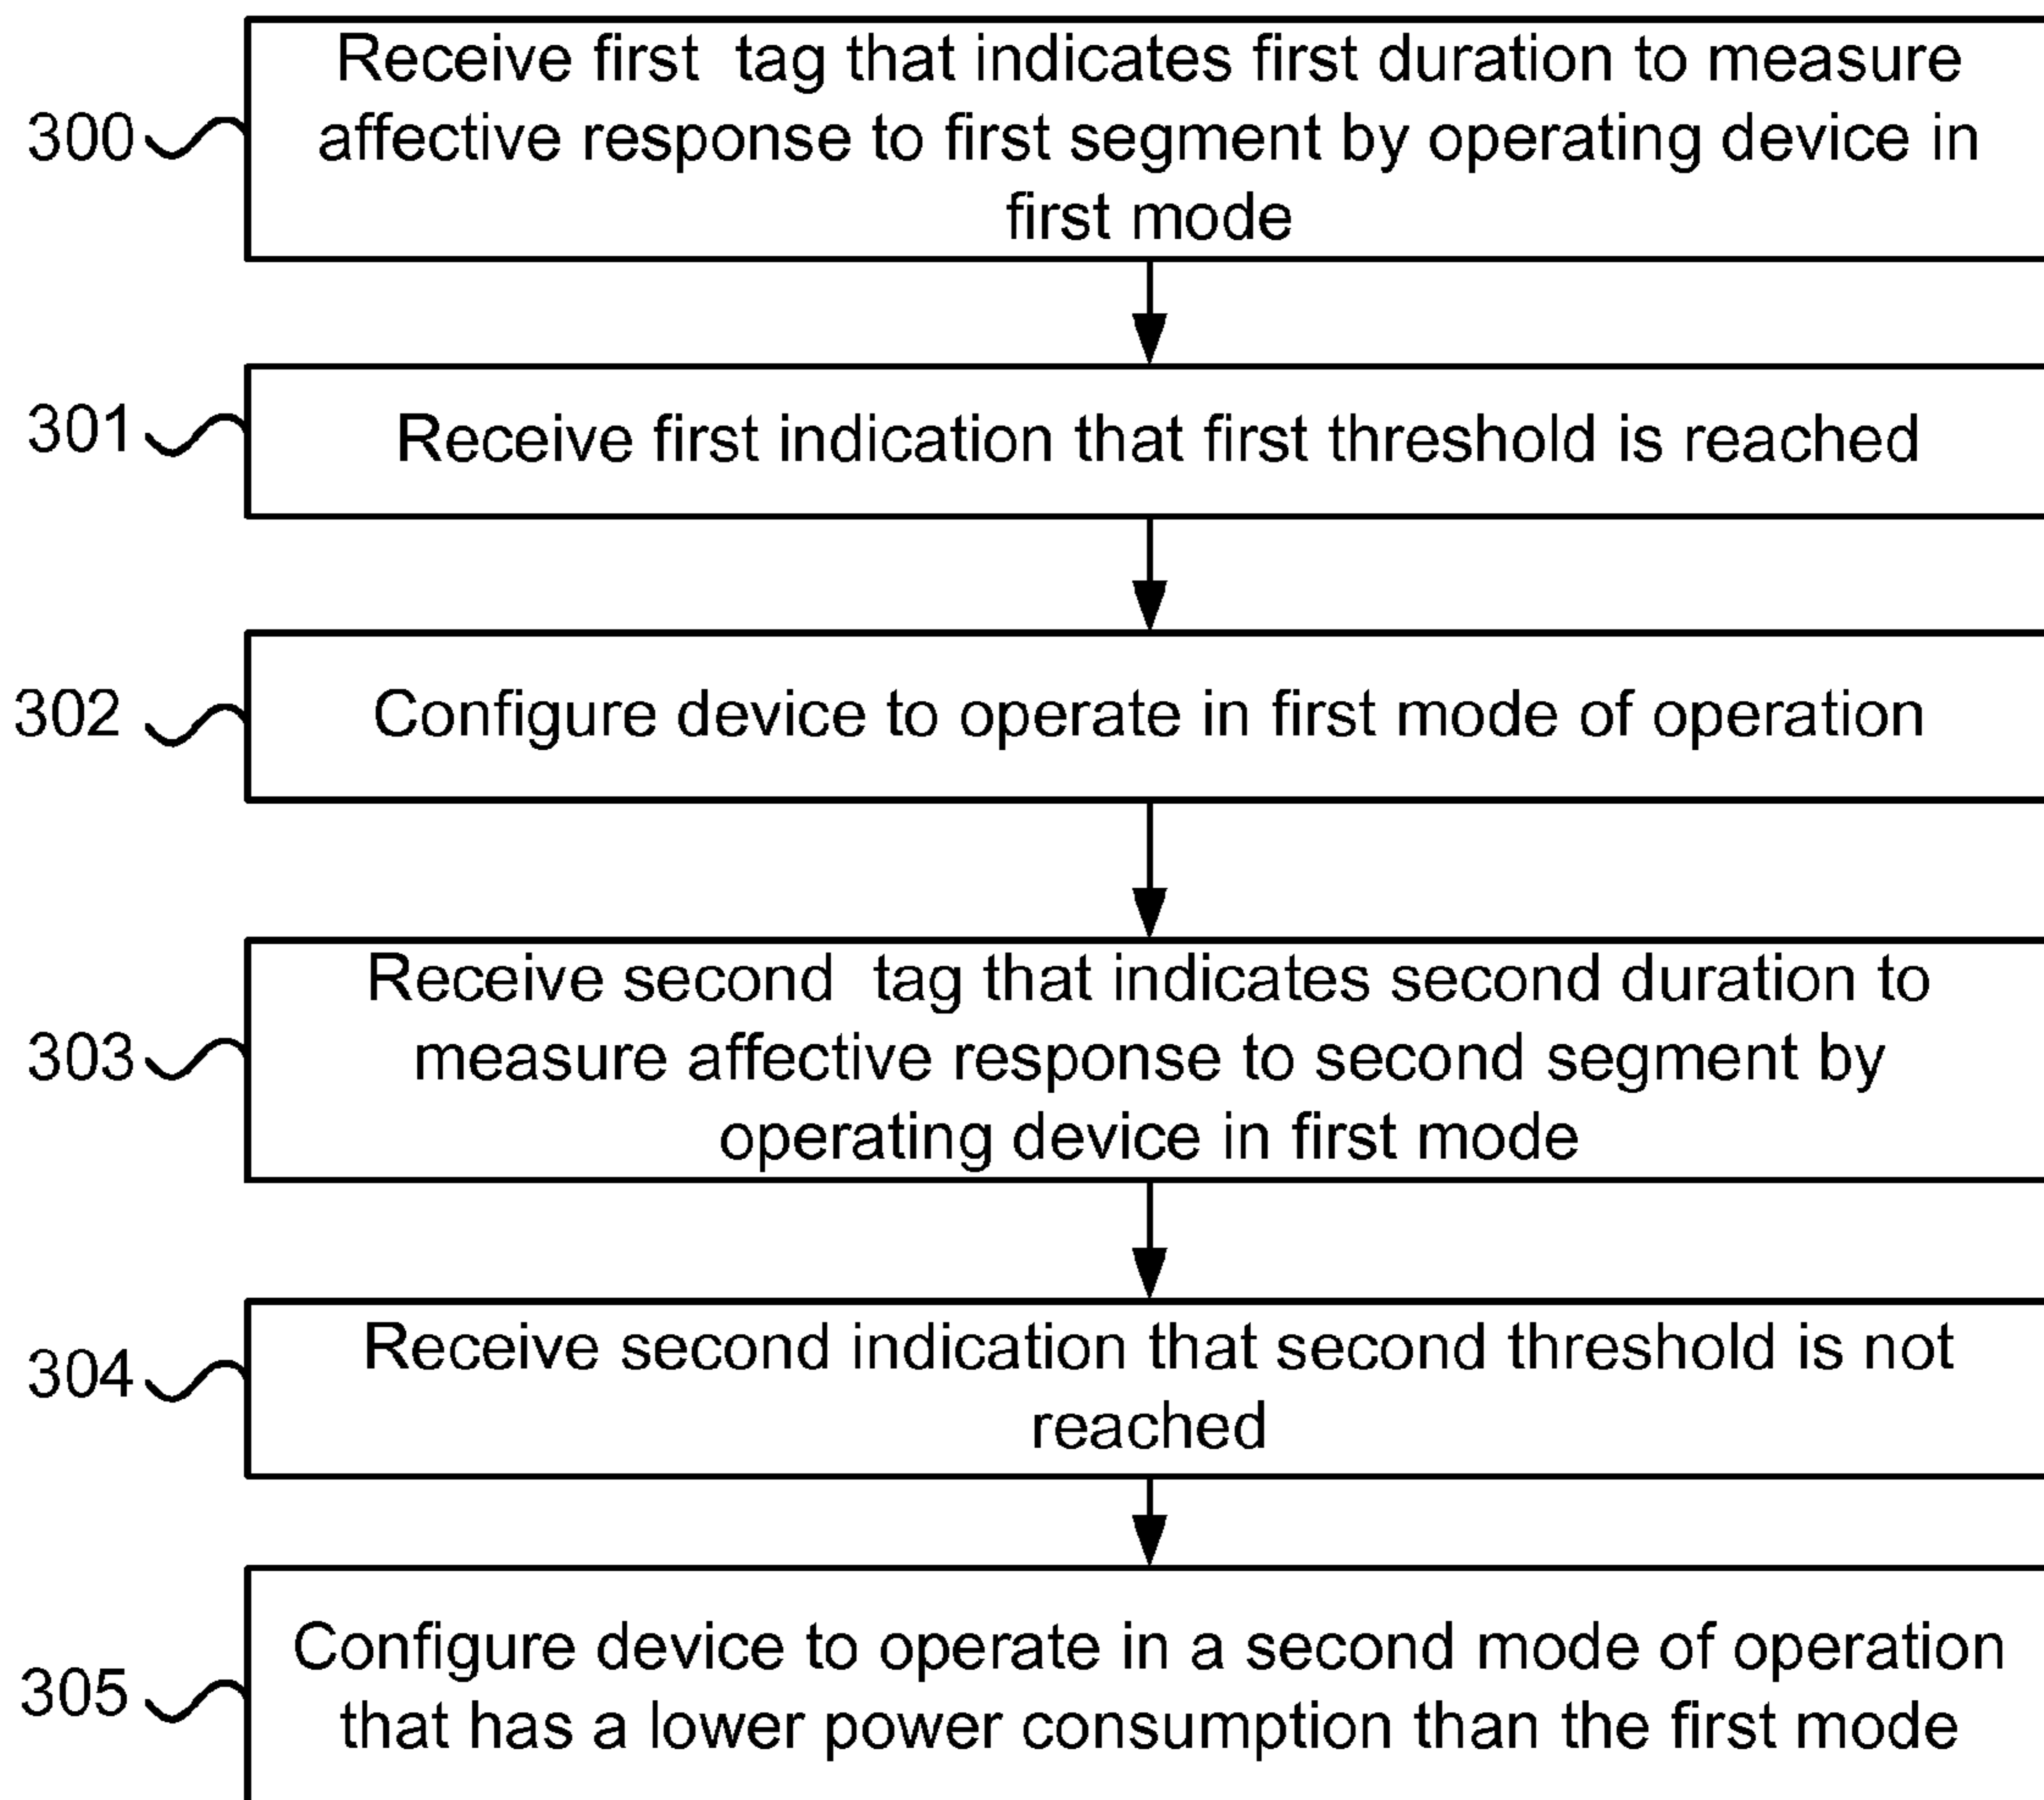 Receive first tag that indicates first duration to measure
300 affective response to first segment by operating device in
first mode
301 Receive first indication that first threshold is reached
302 Configure device to operate in first mode of operation
Receive second tag that indicates second duration to
303 measure affective response to second segment by
operating device in first mode
304 Receive second indication that second threshold is not
reached
Configure device to operate in a second mode of operation
305 that has a lower power consumption than the first mode